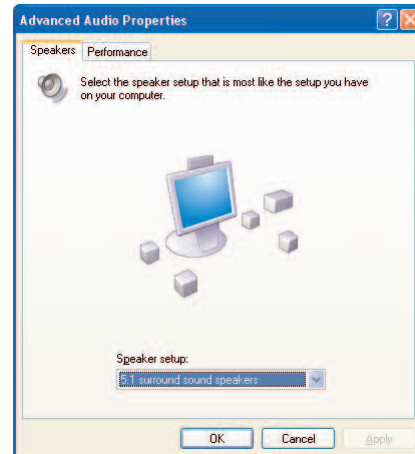 Advanced Audio Properties
Speakers Performance
Select the speaker setup that is most like the setup you have
on your computer.
Speaker setup:
5.1 surround sound speakers
OK Cancel Apply